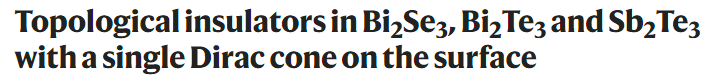 Topological insulators in Bi₂Se₃, Bi₂Te₃ and Sb₂Te₃
with a single Dirac cone on the surface